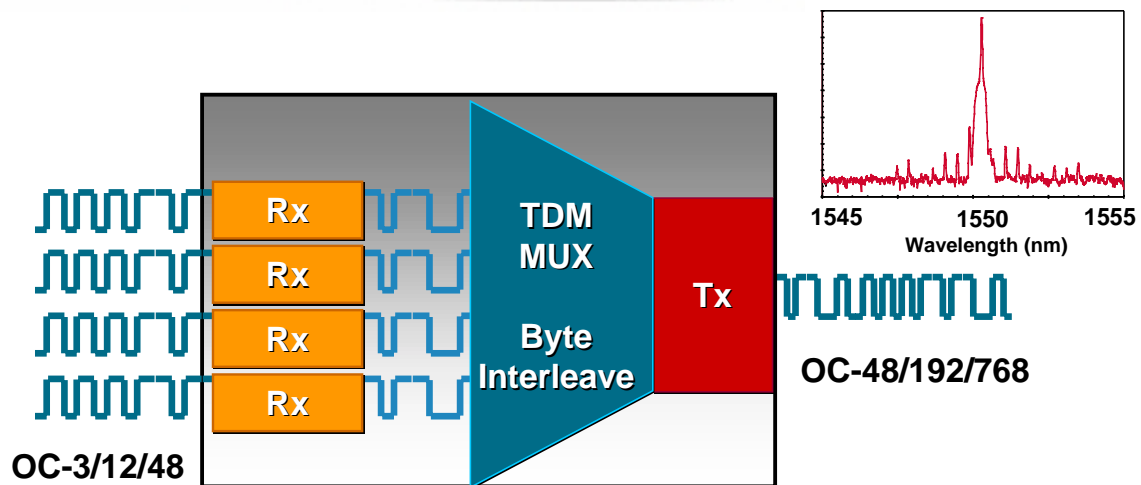 1545 1550 1555
Wavelength (nm)
Rx
Rx
Rx
Rx
TDM
MUX
Byte
Interleave
Tx
OC-3/12/48
OC-48/192/768